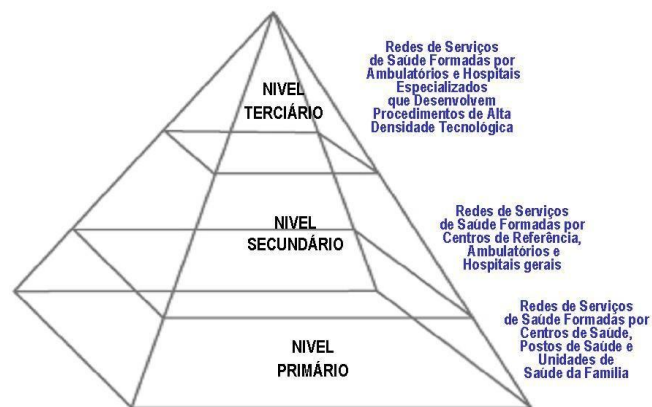 NIVEL
TERCIÁRIO
Redes de Serviços
de Saúde Formadas por
Ambulatórios e Hospitais
Especializados
que Desenvolvem
Procedimentos de Alta
Densidade Tecnológica
NIVEL
SECUNDÁRIO
Redes de Serviços
de Saúde Formadas por
Centros de Referência,
Ambulatórios e
Hospitais gerais
NIVEL
PRIMÁRIO
Redes de Serviços
de Saúde Formadas por
Centros de Saúde,
Postos de Saúde e
Unidades de
Saúde da Família